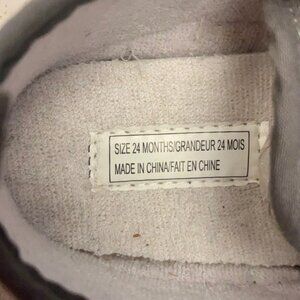 SIZE 24 MONTHS/GRANDEUR 24 MOIS
MADE IN CHINA/FAIT EN CHINE